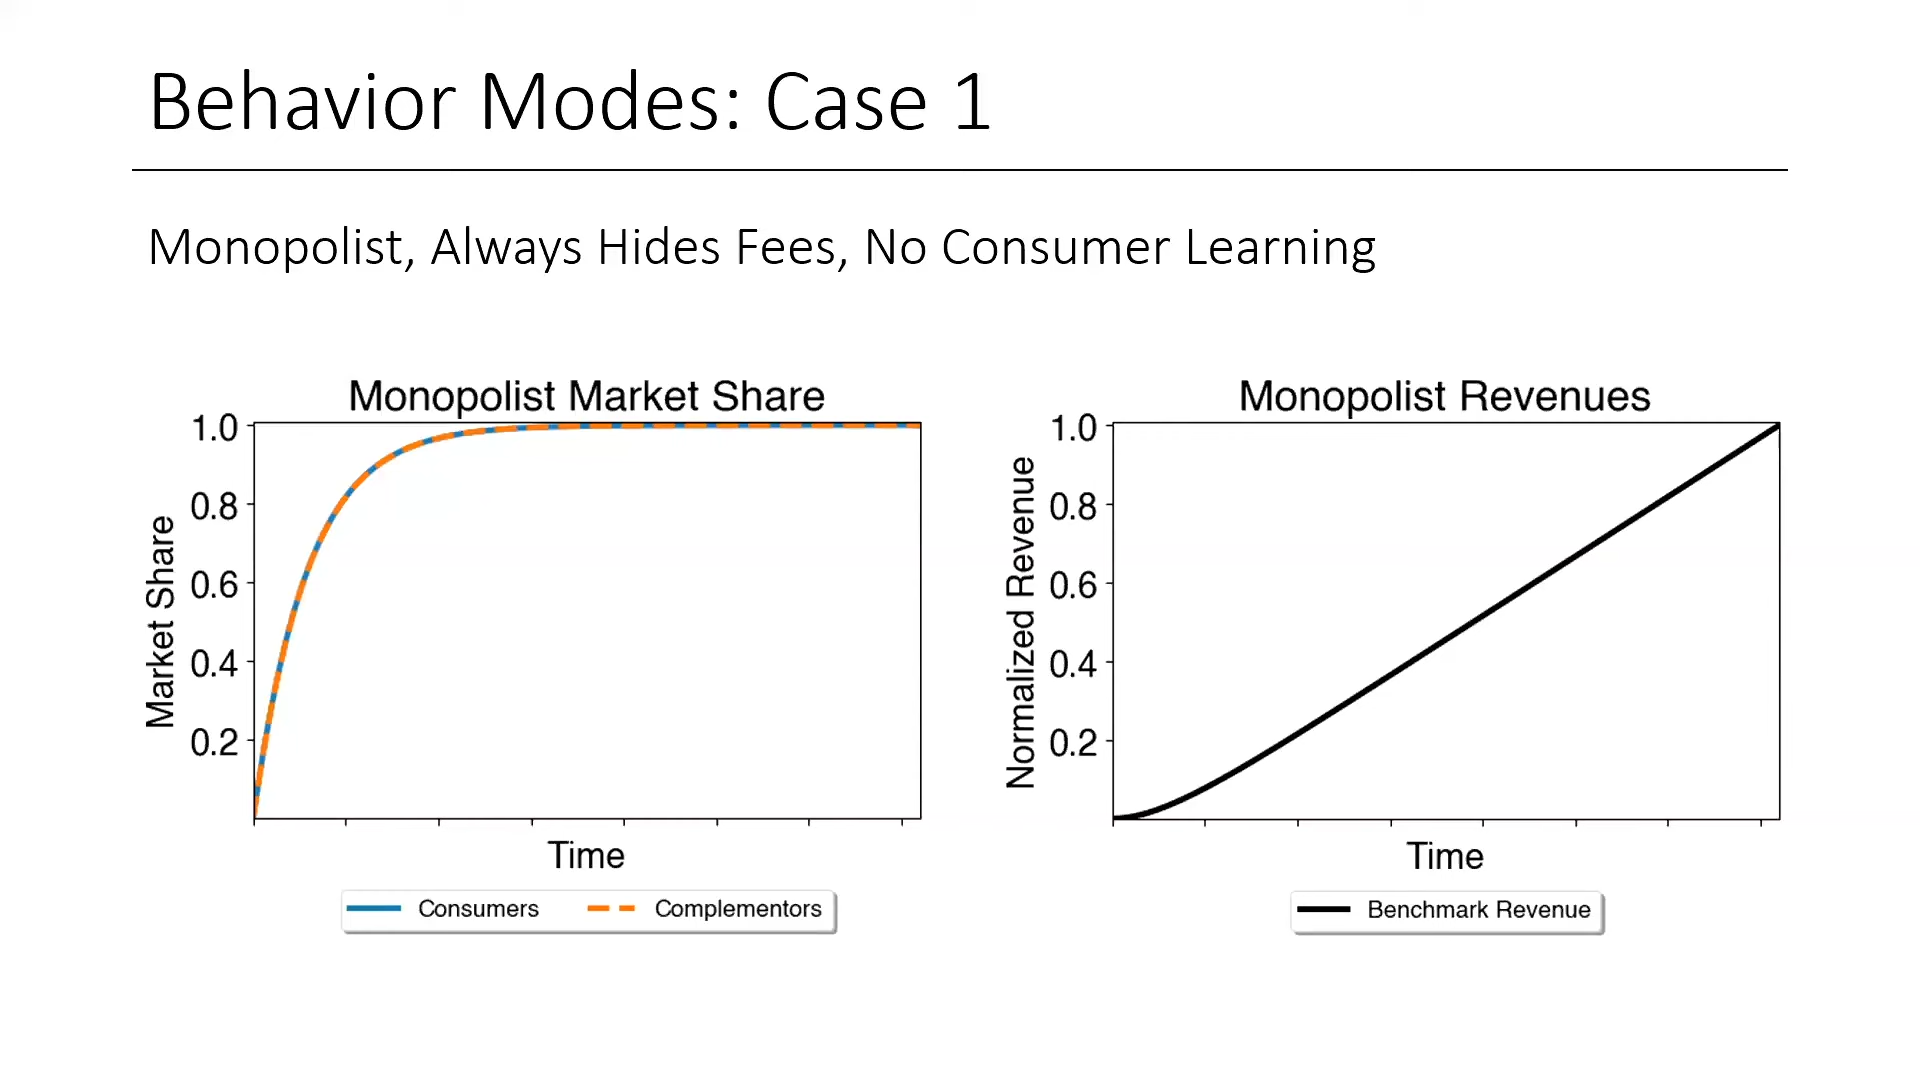 Behavior Modes: Case 1
Monopolist, Always Hides Fees, No Consumer Learning
Monopolist Market Share
Market Share
1.0
0.8
0.6
0.4
0.2
Time
Consumers
Complementors
Monopolist Revenues
Normalized Revenue
1.0
0.8
0.6
0.4
0.2
Time
Benchmark Revenue